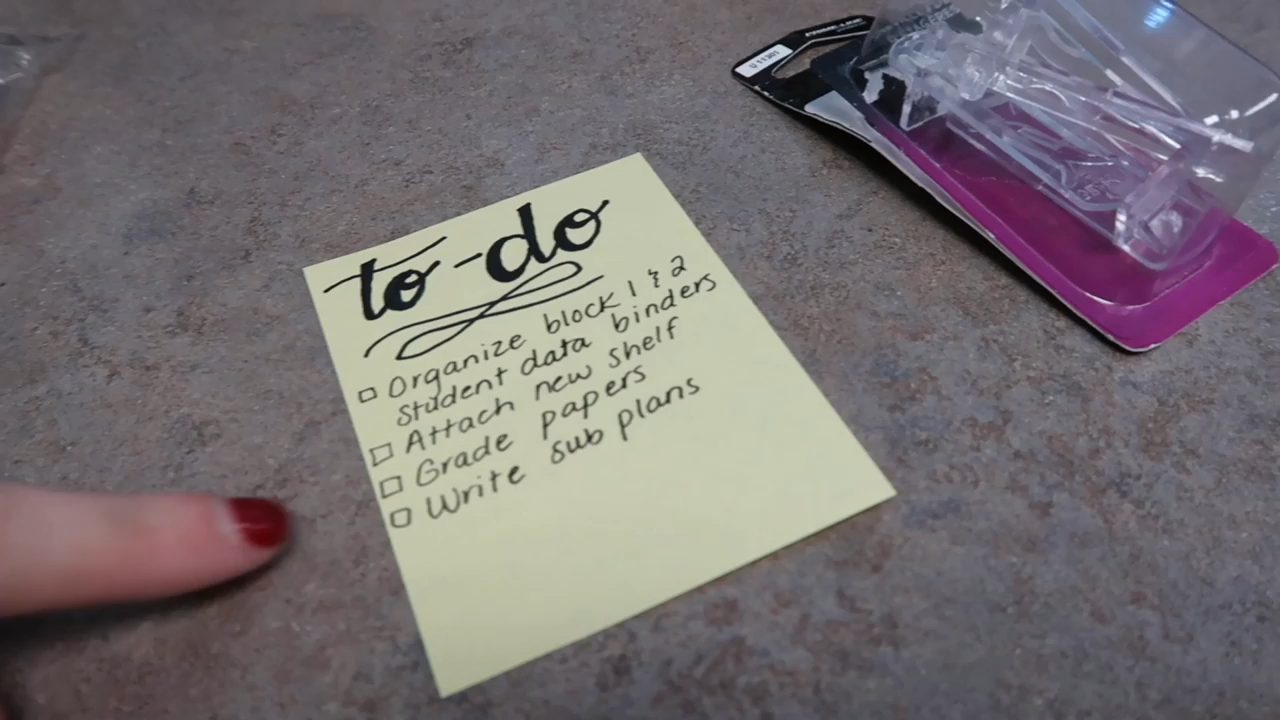 to-do
Organize block 1 & 2
student data binders
Attach new shelf
Grade papers
Write sub plans